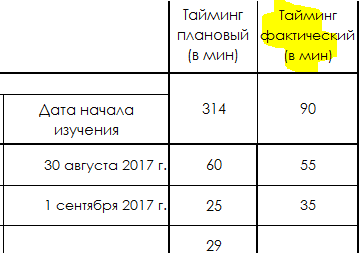 Тайминг плановый (в мин)
Тайминг фактический (в мин)
Дата начала изучения
314
90
30 августа 2017 г.
60
55
1 сентября 2017 г.
25
35
29